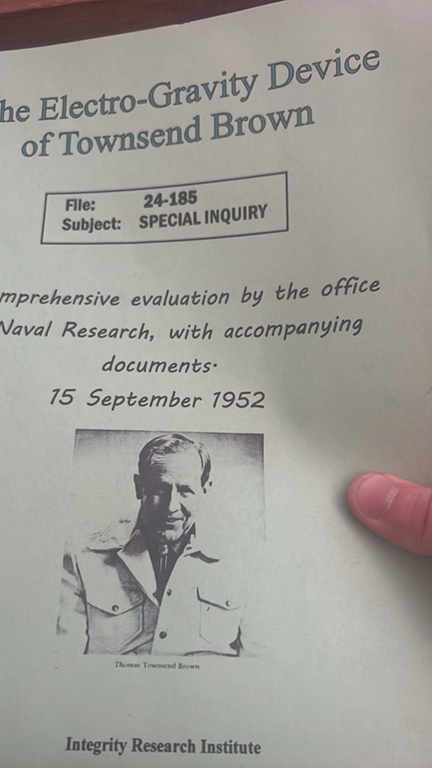 he Electro-Gravity Device
of Townsend Brown
File: 24-185
Subject: SPECIAL INQUIRY
mprehensive evaluation by the office
Naval Research, with accompanying
documents.
15 September 1952
Thomas Townsend Brown
Integrity Research Institute